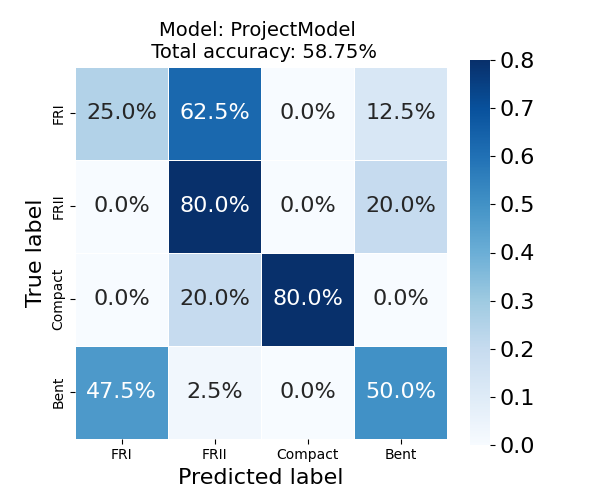 Model: ProjectModel
Total accuracy: 58.75%
FRI 25.0% 62.5% 0.0% 12.5%
FRII 0.0% 80.0% 0.0% 20.0%
Compact 0.0% 20.0% 80.0% 0.0%
Bent 47.5% 2.5% 0.0% 50.0%
True label
FRI FRII Compact Bent
Predicted label
0.8
0.7
0.6
0.5
0.4
0.3
0.2
0.1
0.0